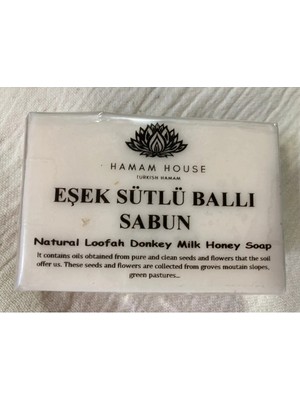 HAMAM HOUSE
TURKISH HAMAM
EŞEK SÜTLÜ BALLI
SABUN
Natural Loofah Donkey Milk Honey Soap
It contains oils obtained from pure and clean seeds and flowers that the soil
offer us. These seeds and flowers are collected from groves moutain slopes,
green pastures...